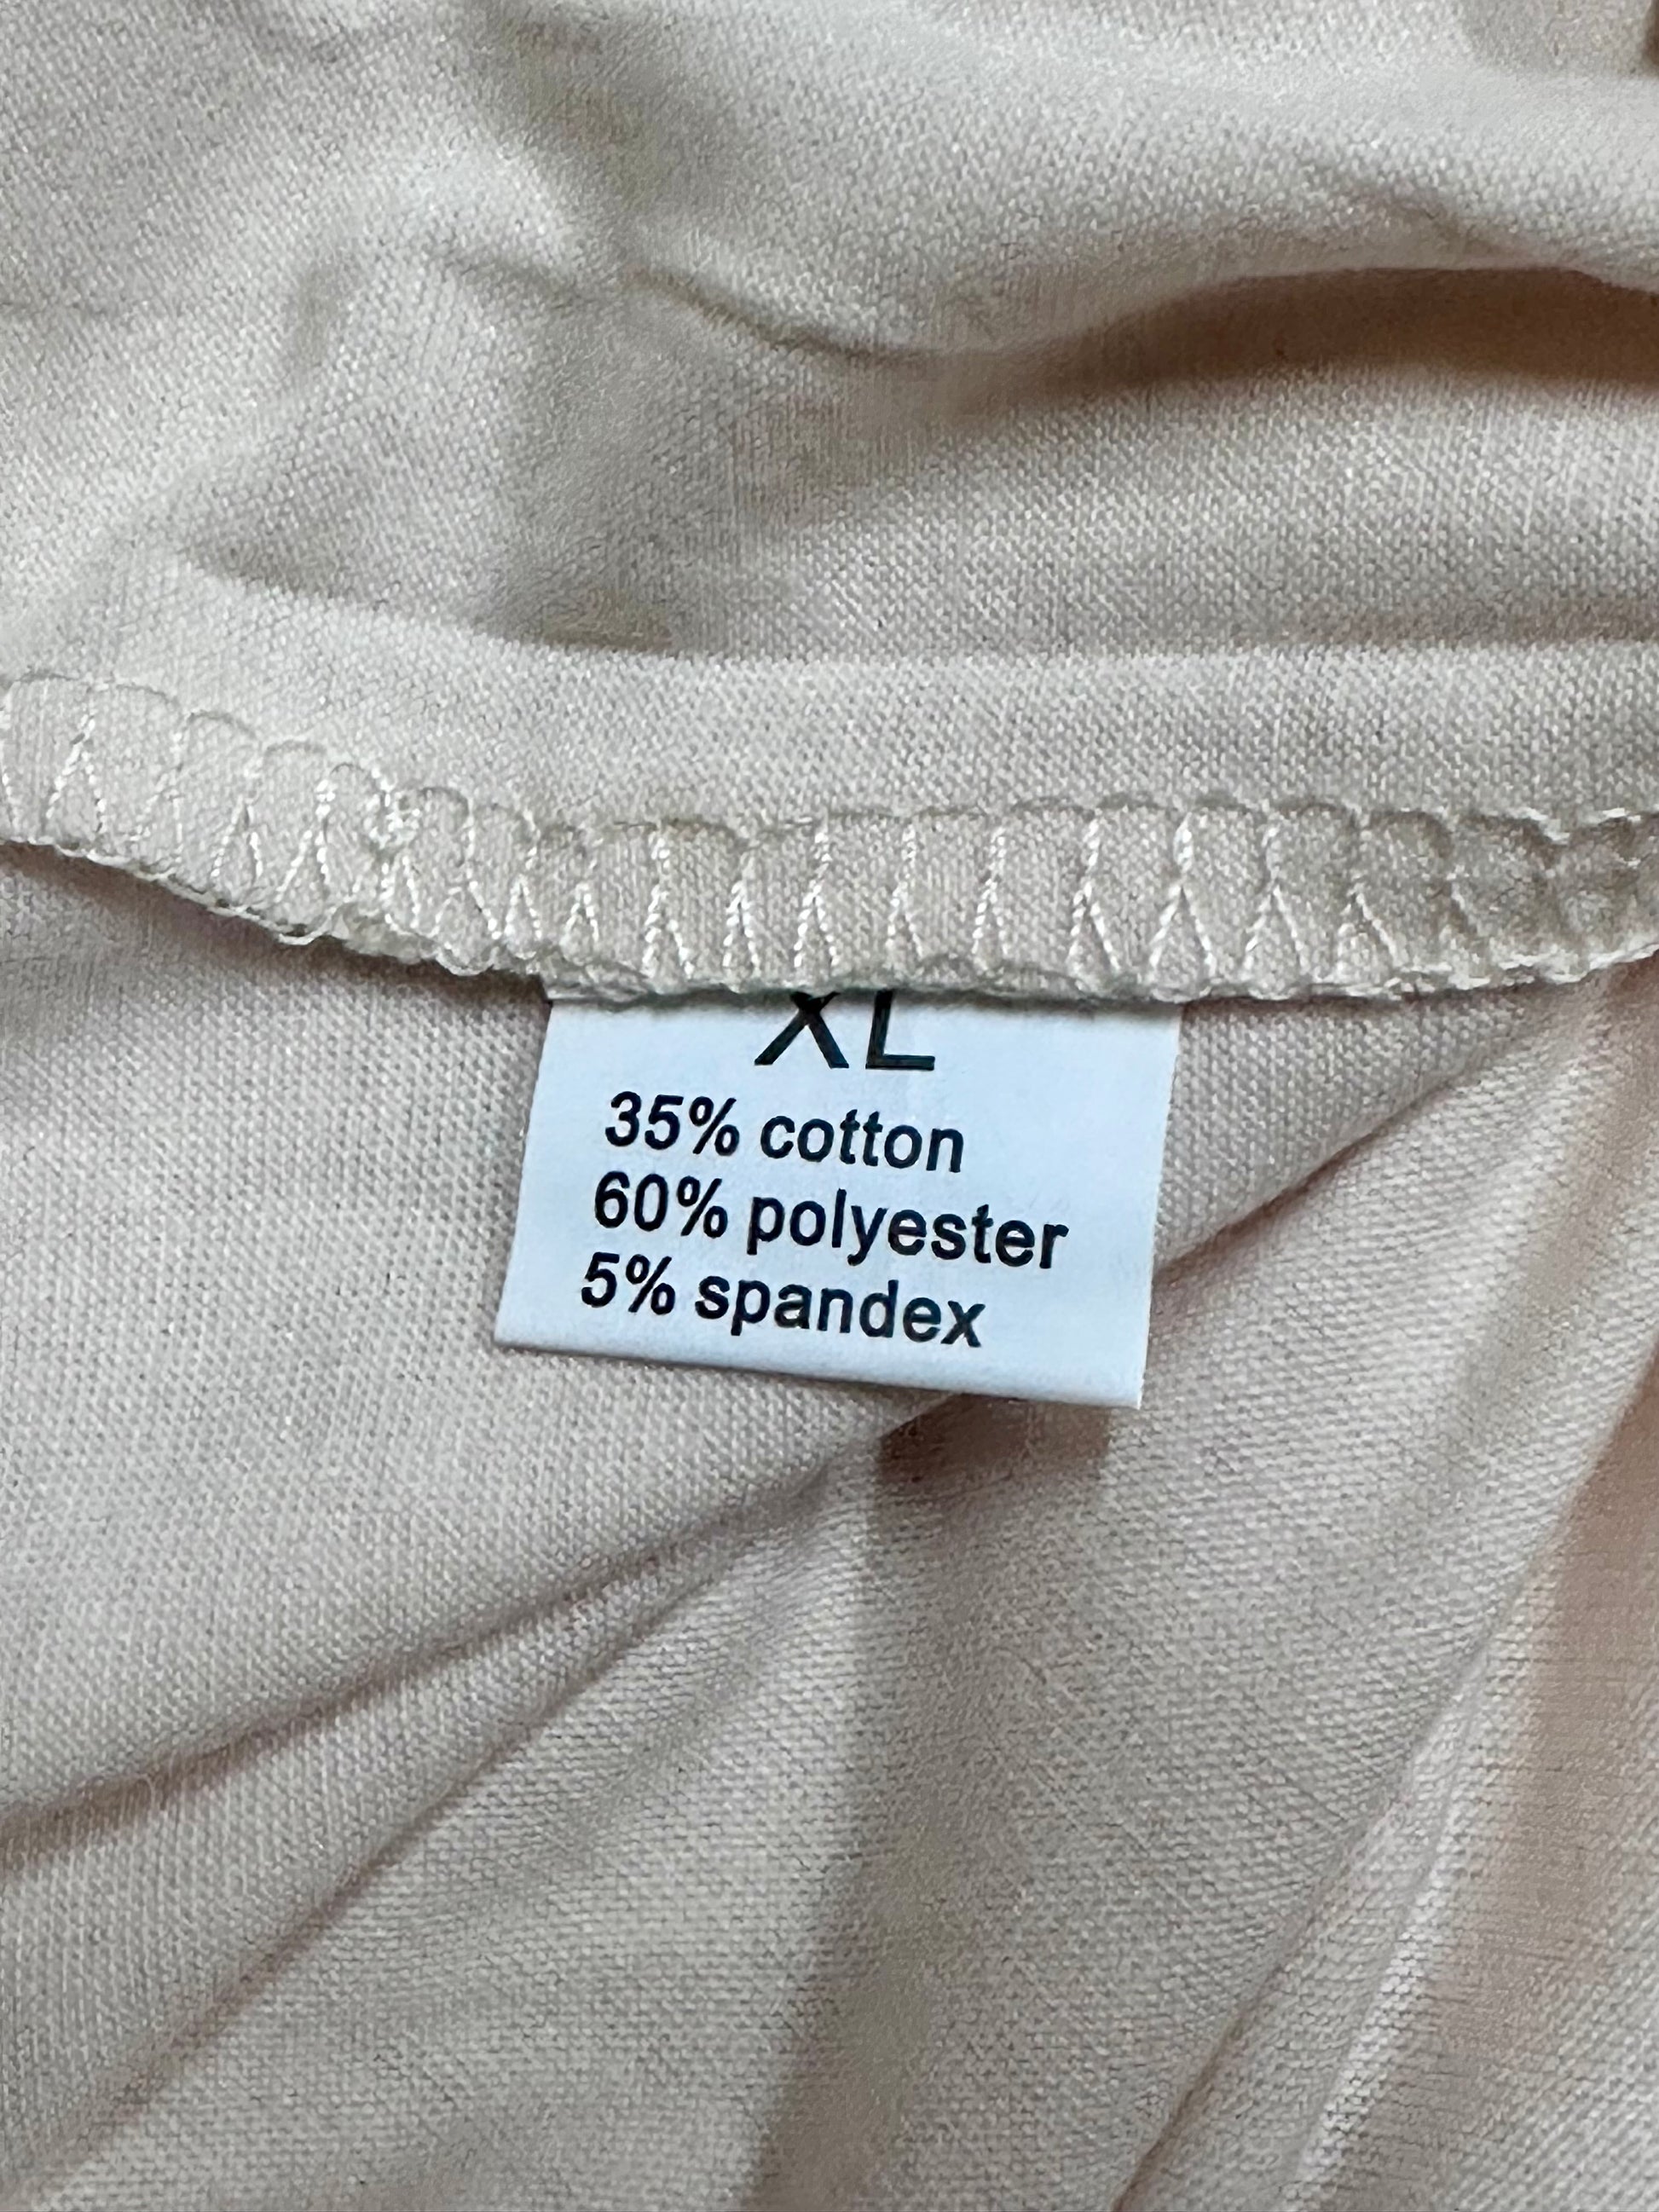 XL
35% cotton
60% polyester
5% spandex